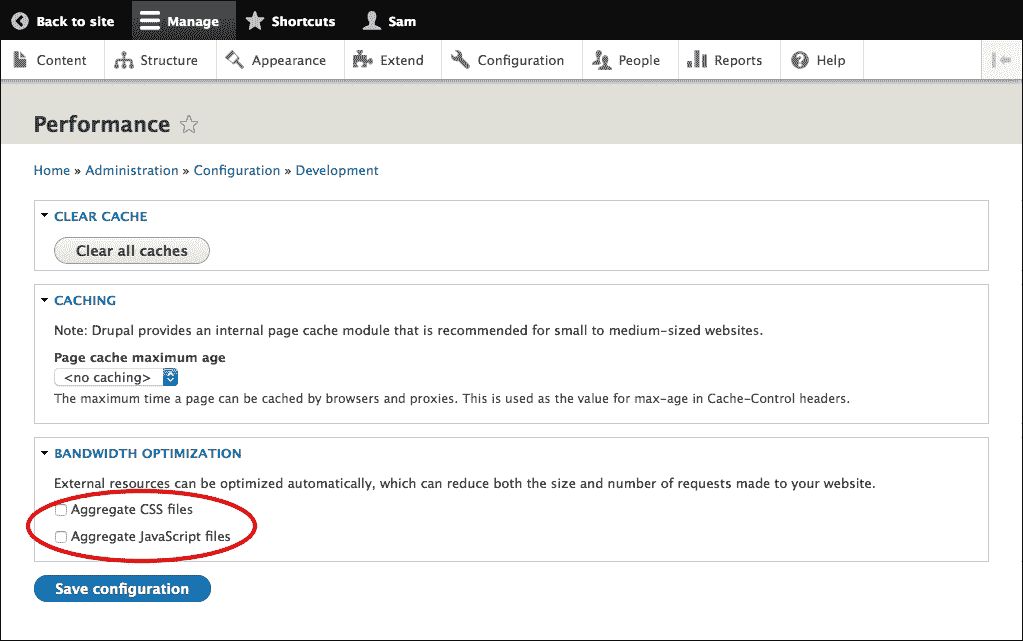 Back to site Manage Shortcuts Sam
Content Structure Appearance Extend Configuration People Reports Help
Performance
Home » Administration » Configuration » Development
CLEAR CACHE
Clear all caches
CACHING
Note: Drupal provides an internal page cache module that is recommended for small to medium-sized websites.
Page cache maximum age
<no caching>
The maximum time a page can be cached by browsers and proxies. This is used as the value for max-age in Cache-Control headers.
BANDWIDTH OPTIMIZATION
External resources can be optimized automatically, which can reduce both the size and number of requests made to your website.
Aggregate CSS files
Aggregate JavaScript files
Save configuration